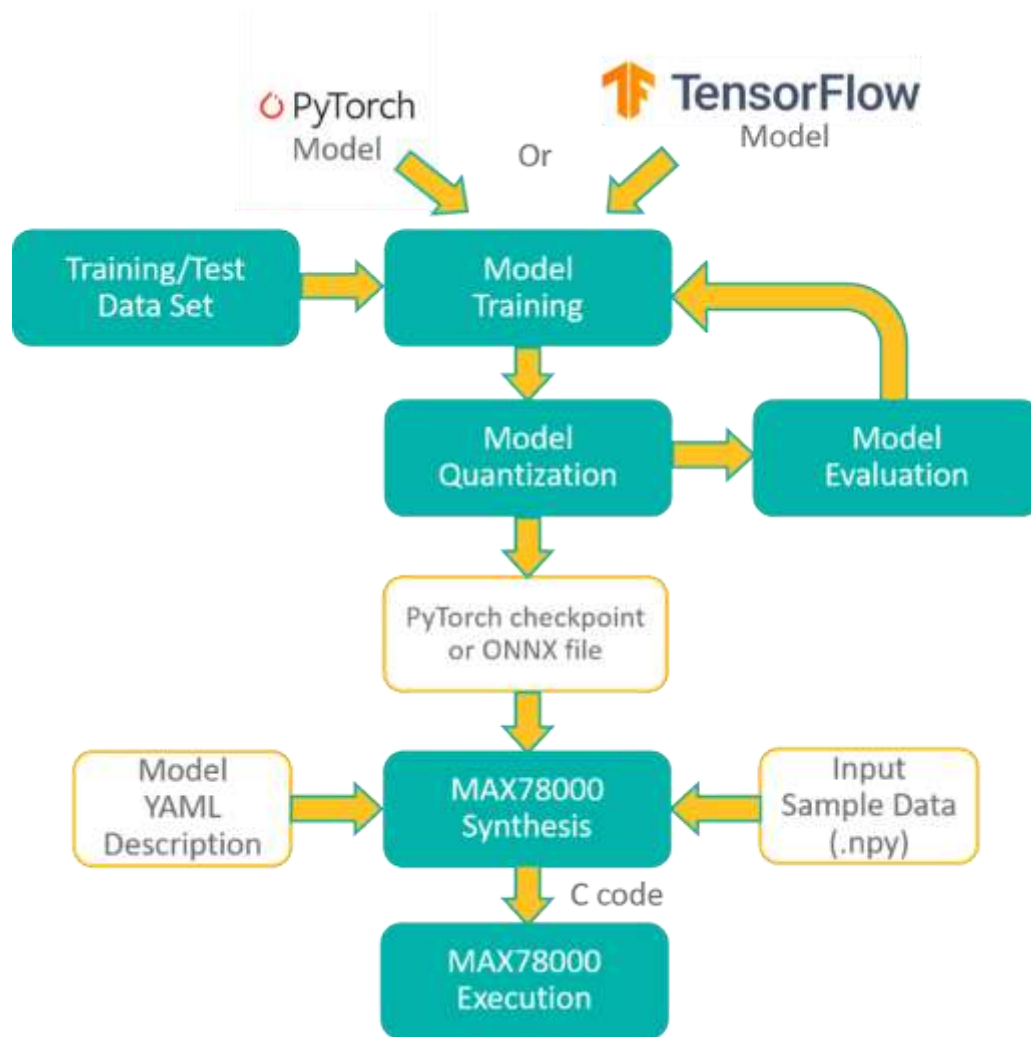 PyTorch
Model
Or
TensorFlow
Model
Training/Test
Data Set
Model
Training
Model
Quantization
Model
Evaluation
PyTorch checkpoint
or ONNX file
Model
YAML
Description
MAX78000
Synthesis
Input
Sample Data
(.npy)
C code
MAX78000
Execution